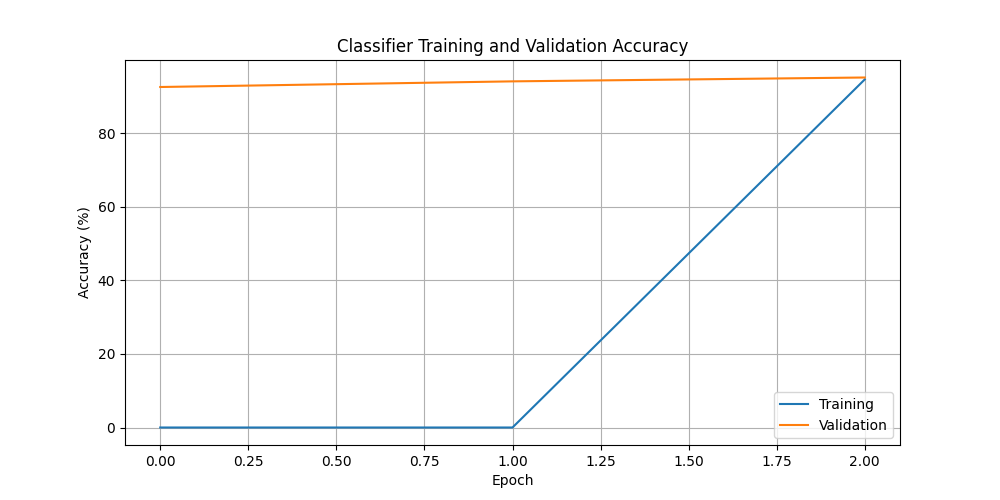 Classifier Training and Validation Accuracy
Accuracy (%)
80
60
40
20
0
Training
Validation
0.00 0.25 0.50 0.75 1.00 1.25 1.50 1.75 2.00
Epoch